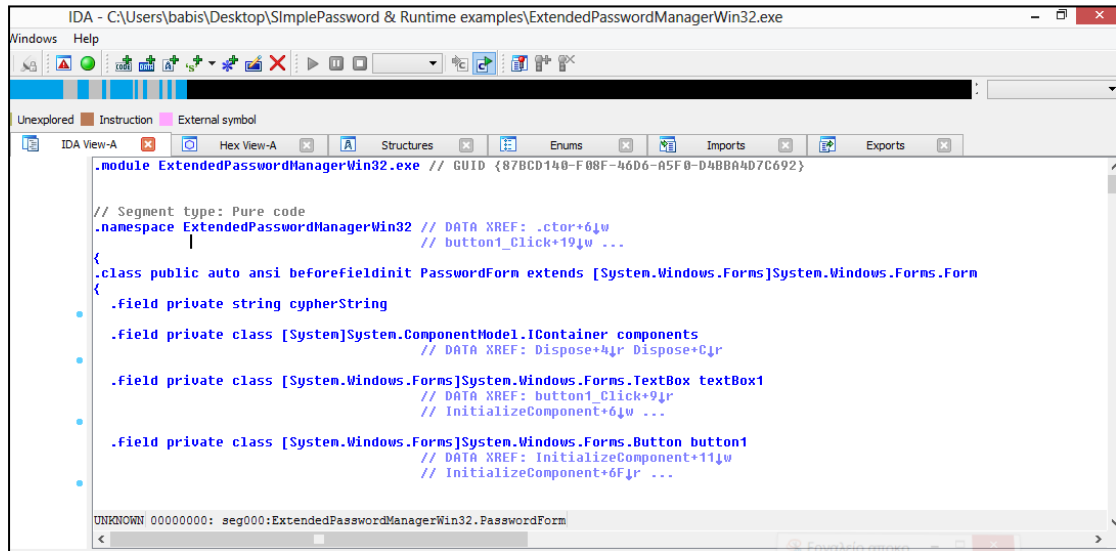 IDA - C:\Users\babis\Desktop\SImplePassword & Runtime examples\ExtendedPasswordManagerWin32.exe
Windows Help
Unexplored Instruction External symbol
IDA View-A Hex View-A Structures Enums Imports Exports
.module ExtendedPasswordManagerWin32.exe // GUID {87BCD140-F08F-46D6-A5F0-D4BBA4D7C692}
// Segment type: Pure code
.namespace ExtendedPasswordManagerWin32 // DATA XREF: .ctor+6↓w
// button1_Click+19↓w ...
{
.class public auto ansi beforefieldinit PasswordForm extends [System.Windows.Forms]System.Windows.Forms.Form
{
.field private string cypherString
.field private class [System]System.ComponentModel.IContainer components
// DATA XREF: Dispose+4↓r Dispose+C↓r
.field private class [System.Windows.Forms]System.Windows.Forms.TextBox textBox1
// DATA XREF: button1_Click+9↓r
// InitializeComponent+6↓w ...
.field private class [System.Windows.Forms]System.Windows.Forms.Button button1
// DATA XREF: InitializeComponent+11↓w
// InitializeComponent+6F↓r ...
UNKNOWN 00000000: seg000:ExtendedPasswordManagerWin32.PasswordForm
Εργαλείο αποκο